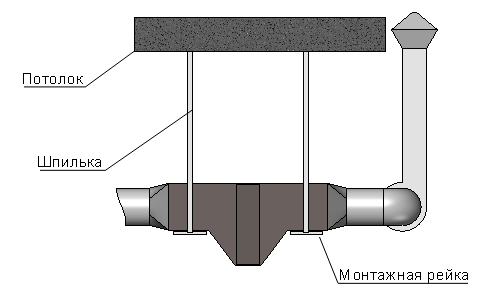 Потолок
Шпилька
Монтажная рейка